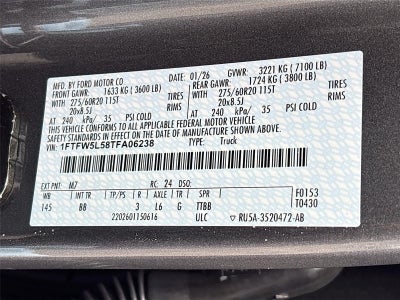 MFD. BY FORD MOTOR CO 01/26 GVWR: 3221 KG ( 7100 LB)
FRONT GAWR: 1633 KG ( 3600 LB) REAR GAWR: 1724 KG ( 3800 LB)
WITH 275/60R20 115T TIRES WITH 275/60R20 115T TIRES
20x8.5J RIMS 20x8.5J RIMS
AT 240 kPa/ 35 PSI COLD AT 240 kPa/ 35 PSI COLD
THIS VEHICLE CONFORMS TO ALL APPLICABLE FEDERAL MOTOR VEHICLE
SAFETY STANDARDS IN EFFECT ON THE DATE OF MANUFACTURE SHOWN ABOVE.
VIN: 1FTFW5L58TFA06238 TYPE: Truck
EXT PNT: M7 RC: 24 DSO:
WB INT TR BR AXLE TR SPR F0153
145 BB 3 L6 G TTBB T0430
2202601150616 ULC RU5A-3520472-AB